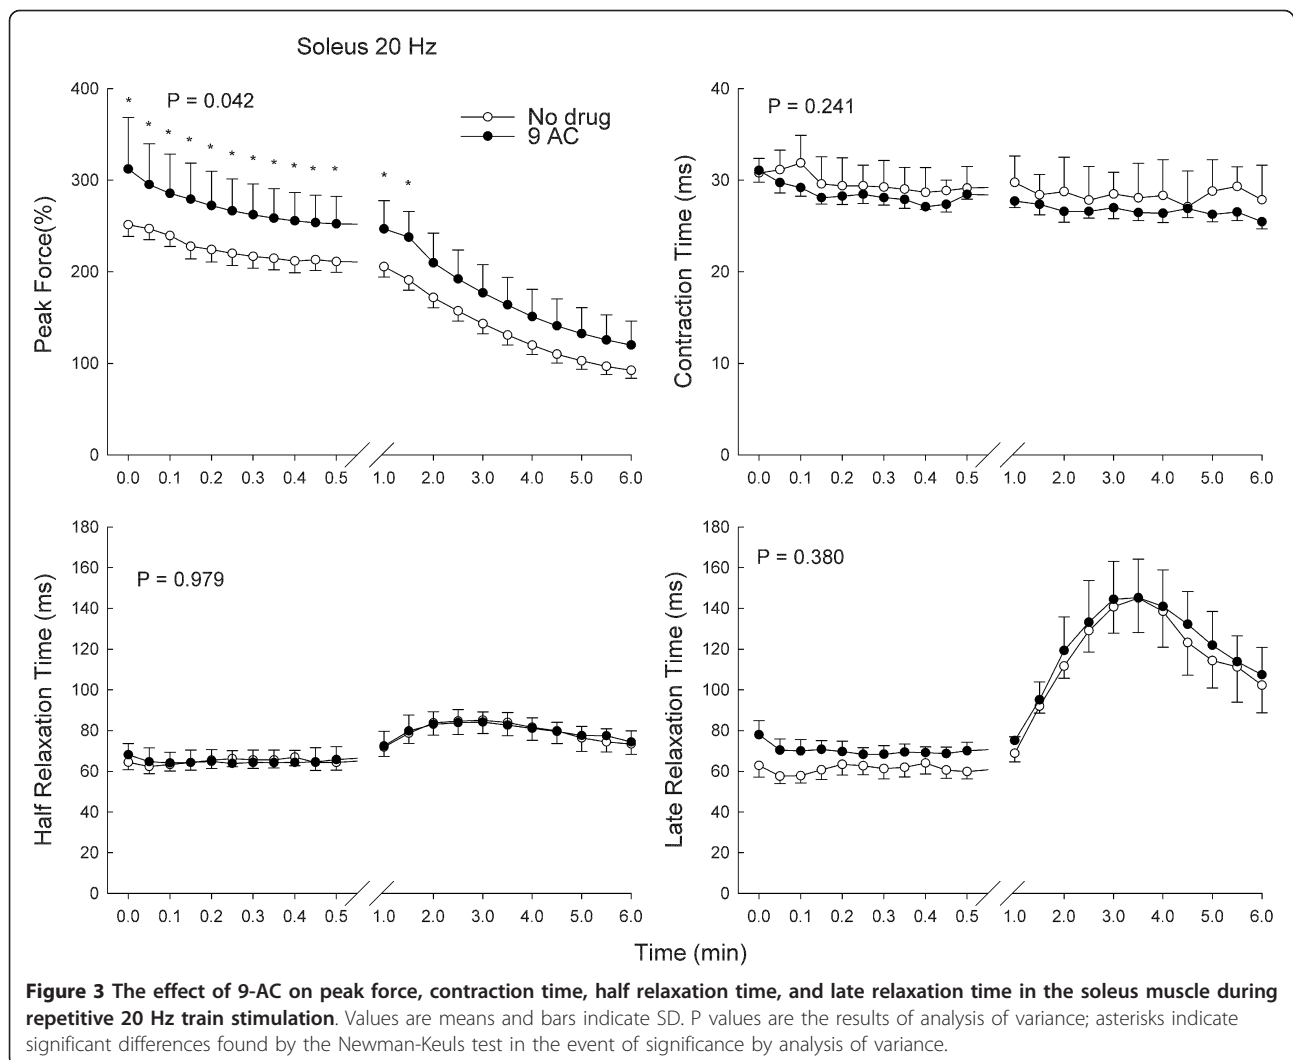 Soleus 20 Hz
Peak Force(%)
400
300
200
100
0
P = 0.042
* * * * * * * * * * * * *
No drug
9 AC
0.0 0.1 0.2 0.3 0.4 0.5 1.0 2.0 3.0 4.0 5.0 6.0
Contraction Time (ms)
40
30
20
10
0
P = 0.241
0.0 0.1 0.2 0.3 0.4 0.5 1.0 2.0 3.0 4.0 5.0 6.0
Half Relaxation Time (ms)
180
160
140
120
100
80
60
40
20
0
P = 0.979
0.0 0.1 0.2 0.3 0.4 0.5 1.0 2.0 3.0 4.0 5.0 6.0
Late Relaxation Time (ms)
180
160
140
120
100
80
60
40
20
0
P = 0.380
0.0 0.1 0.2 0.3 0.4 0.5 1.0 2.0 3.0 4.0 5.0 6.0
Time (min)
Figure 3 The effect of 9-AC on peak force, contraction time, half relaxation time, and late relaxation time in the soleus muscle during
repetitive 20 Hz train stimulation. Values are means and bars indicate SD. P values are the results of analysis of variance; asterisks indicate
significant differences found by the Newman-Keuls test in the event of significance by analysis of variance.